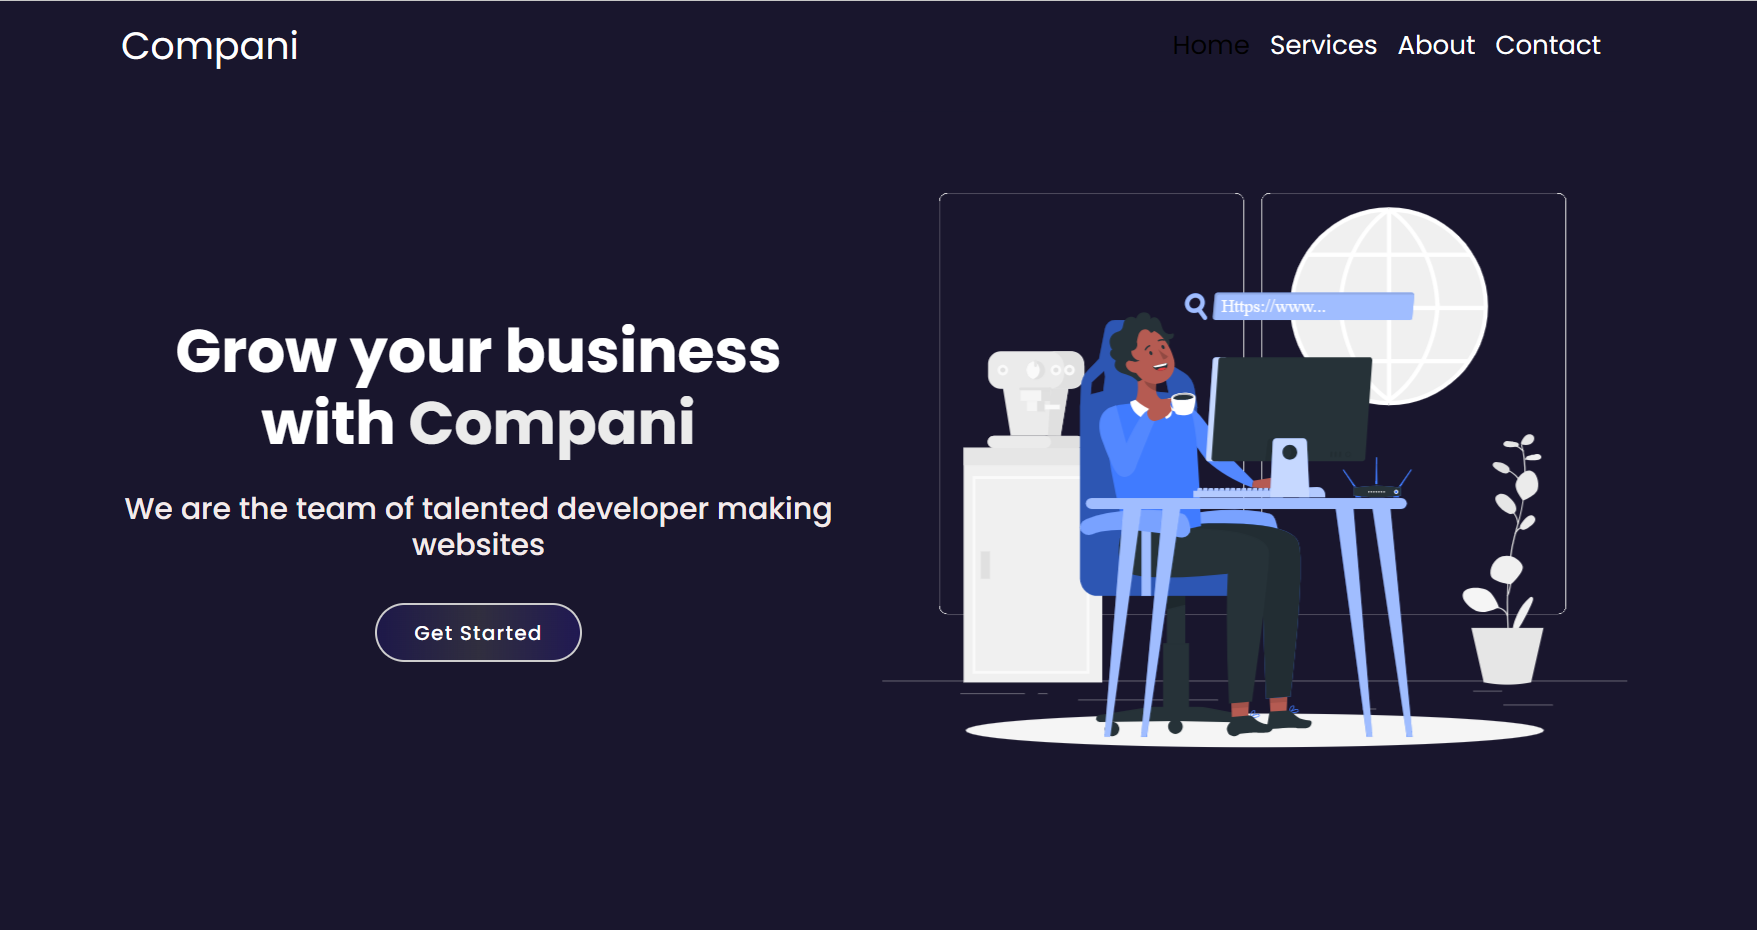 Compani
Home Services About Contact
Https://www...
Grow your business
with Compani
We are the team of talented developer making
websites
Get Started